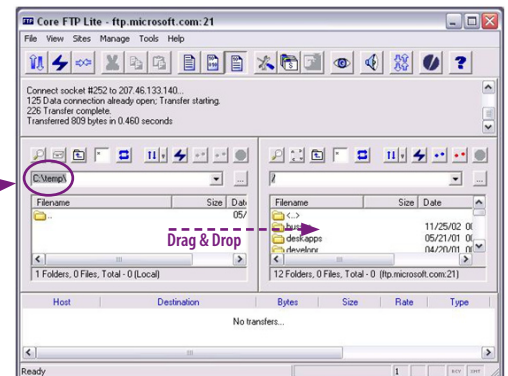 Core FTP Lite - ftp.microsoft.com:21
File View Sites Manage Tools Help
Connect socket #252 to 207.46.133.140...
125 Data connection already open; Transfer starting.
226 Transfer complete.
Transferred 809 bytes in 0.460 seconds
C:\temp\
/
Filename Size Date
..
05/
1 Folders, 0 Files, Total - 0 (Local)
Drag & Drop
Filename Size Date
<..>
11/25/02
deskapps 05/21/01
developr 04/20/01
12 Folders, 0 Files, Total - 0 (ftp.microsoft.com:21)
Host Destination Bytes Size Rate Type
No transfers...
Ready
1